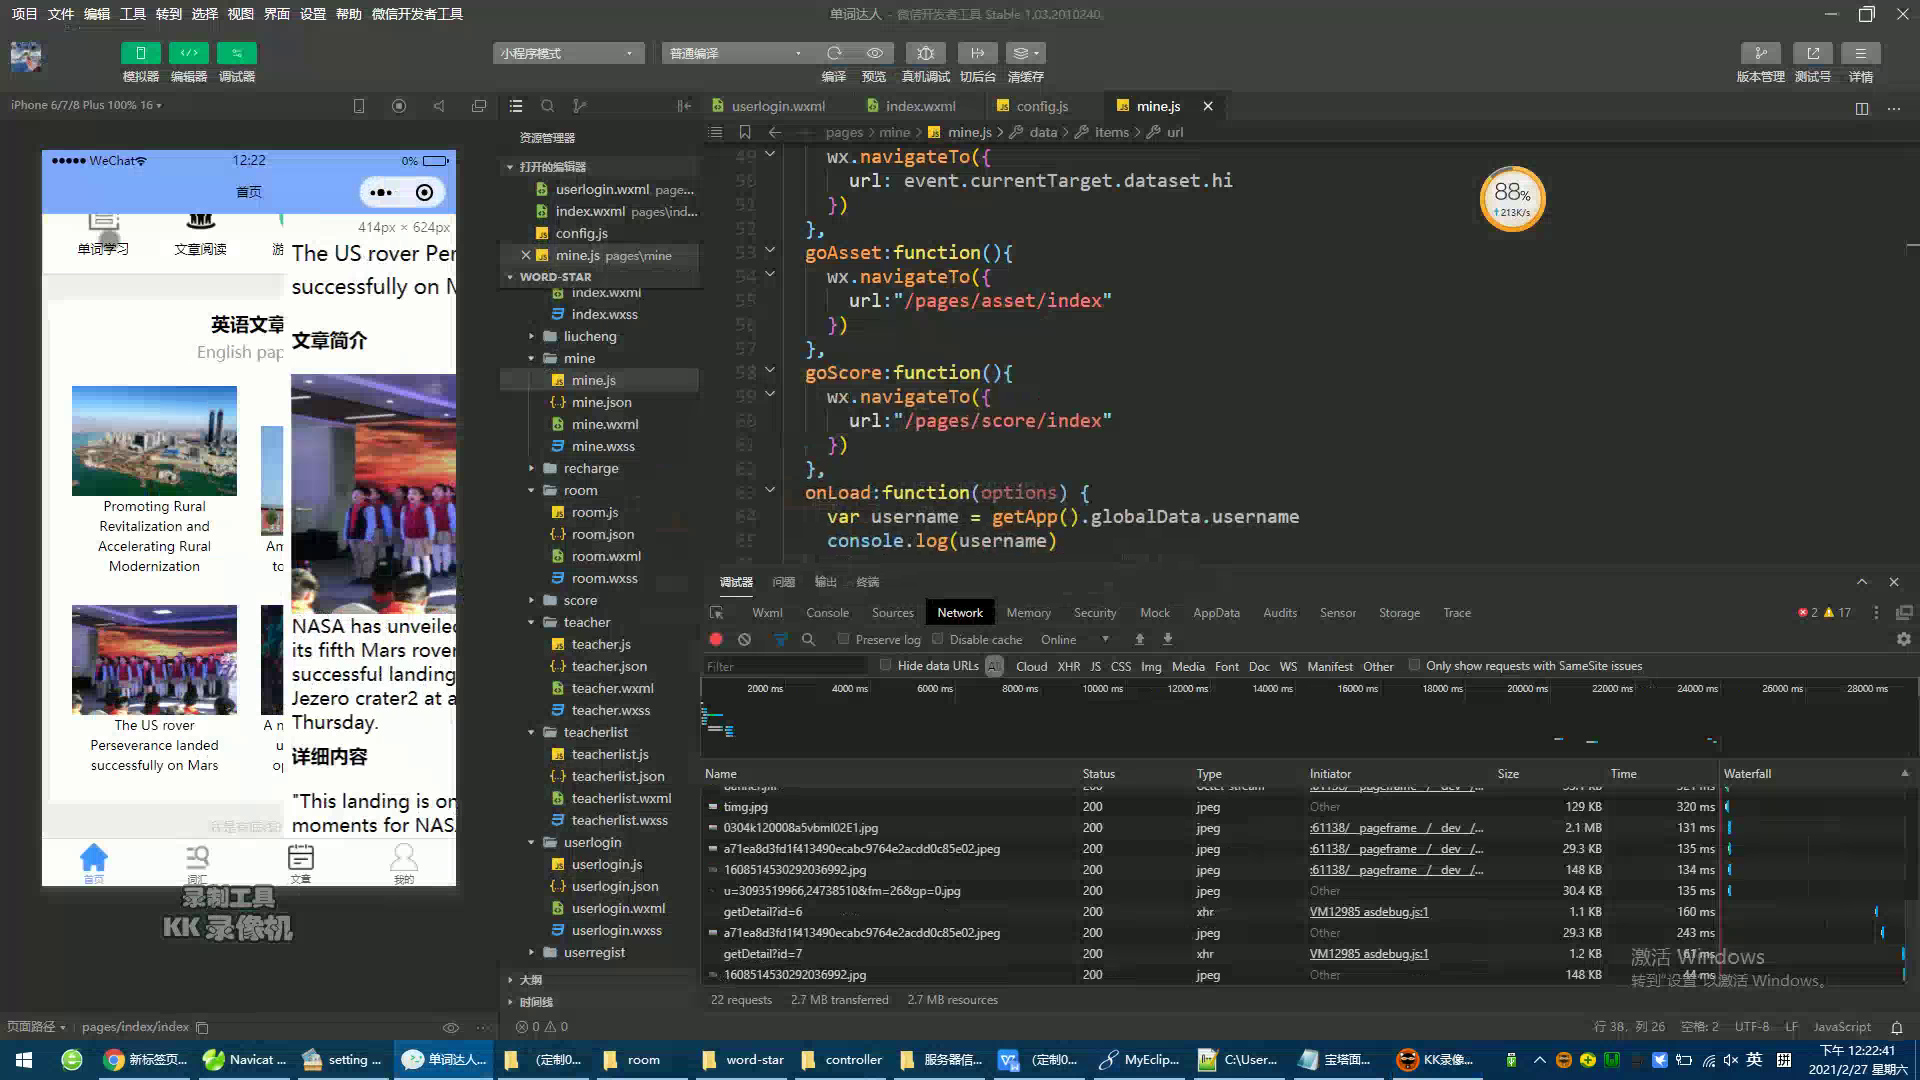 项目 文件 编辑 工具 转到 选择 视图 界面 设置 帮助 微信开发者工具
单词达人 - 微信开发者工具 Stable 1.03.2010240
小程序模式
普通编译
模拟器 编辑器 调试器
编译 预览 真机调试 切后台 清缓存
版本管理 测试号 详情
iPhone 6/7/8 Plus 100% 16
WeChat
12:22
0%
首页
414px × 624px
单词学习
文章阅读
游
The US rover Per
successfully on M
文章简介
英语文章
English pap
Promoting Rural
Revitalization and
Accelerating Rural
Modernization
An
to
NASA has unveiled
its fifth Mars rover
successful landing
Jezero crater2 at a
Thursday.
详细内容
The US rover
Perseverance landed
successfully on Mars
A n
u
op
"This landing is on
moments for NAS
首页
词汇
文章
我的
录制工具
KK 录像机
页面路径
pages/index/index
资源管理器
打开的编辑器
userlogin.wxml page...
index.wxml pages\ind...
config.js
mine.js pages\mine
WORD-STAR
index.wxml
index.wxss
liucheng
mine
mine.js
mine.json
mine.wxml
mine.wxss
recharge
room
room.js
room.json
room.wxml
room.wxss
score
teacher
teacher.js
teacher.json
teacher.wxml
teacher.wxss
teacherlist
teacherlist.js
teacherlist.json
teacherlist.wxml
teacherlist.wxss
userlogin
userlogin.js
userlogin.json
userlogin.wxml
userlogin.wxss
userregist
大纲
时间线
0 0
userlogin.wxml
index.wxml
config.js
mine.js
pages > mine > mine.js > data > items > url
49 wx.navigateTo({
50 url: event.currentTarget.dataset.hi
51 })
52 },
53 goAsset:function(){
54 wx.navigateTo({
55 url:"/pages/asset/index"
56 })
57 },
58 goScore:function(){
59 wx.navigateTo({
60 url:"/pages/score/index"
61 })
62 },
63 onLoad:function(options) {
64 var username = getApp().globalData.username
65 console.log(username)
88%
213K/s
调试器 问题 输出 终端
Wxml Console Sources Network Memory Security Mock AppData Audits Sensor Storage Trace
2 17
Preserve log Disable cache Online
Filter
Hide data URLs All Cloud XHR JS CSS Img Media Font Doc WS Manifest Other Only show requests with SameSite issues
2000 ms 4000 ms 6000 ms 8000 ms 10000 ms 12000 ms 14000 ms 16000 ms 18000 ms 20000 ms 22000 ms 24000 ms 26000 ms 28000 ms
Name Status Type Initiator Size Time Waterfall
timg.jpg 200 jpeg Other 129 KB 320 ms
0304k120008a5vbml02E1.jpg 200 jpeg :61138/__pageframe__/__dev__/... 2.1 MB 131 ms
a71ea8d3fd1f413490ecabc9764e2acdd0c85e02.jpeg 200 jpeg :61138/__pageframe__/__dev__/... 29.3 KB 135 ms
1608514530292036992.jpg 200 jpeg :61138/__pageframe__/__dev__/... 148 KB 134 ms
u=3093519966,24738510&fm=26&gp=0.jpg 200 jpeg Other 30.4 KB 135 ms
getDetail?id=6 200 xhr VM12985 asdebug.js:1 1.1 KB 160 ms
a71ea8d3fd1f413490ecabc9764e2acdd0c85e02.jpeg 200 jpeg Other 29.3 KB 243 ms
getDetail?id=7 200 xhr VM12985 asdebug.js:1 1.2 KB 61 ms
1608514530292036992.jpg 200 jpeg Other 148 KB 44 ms
激活 Windows
转到"设置"以激活 Windows。
22 requests 2.7 MB transferred 2.7 MB resources
行 38，列 26 空格: 2 UTF-8 LF JavaScript
新标签页... Navicat ... setting ... 单词达人... (定制0... room word-star controller 服务器信... (定制0... MyEclip... C:\User... 宝塔面... KK录像...
英
拼
下午 12:22:41
2021/2/27 星期六